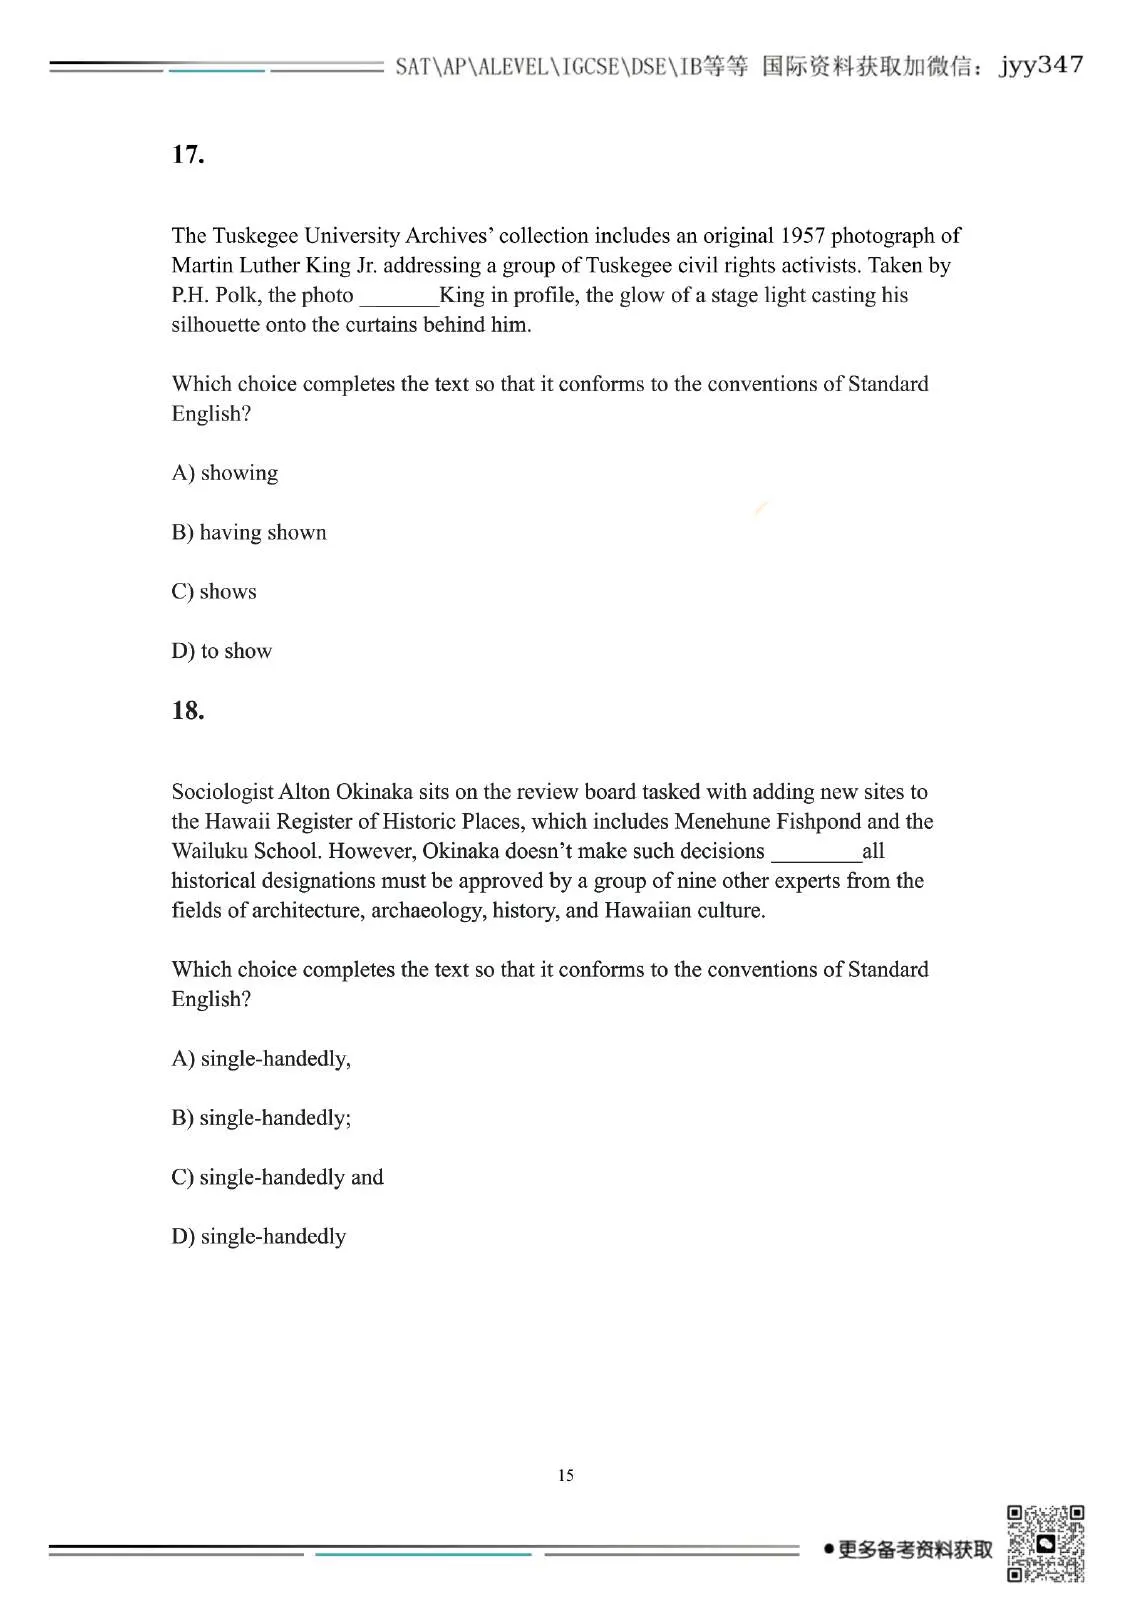 SAT\AP\ALEVEL\IGCSE\DSE\IB等等 国际资料获取加微信：jyy347
17.
The Tuskegee University Archives’ collection includes an original 1957 photograph of
Martin Luther King Jr. addressing a group of Tuskegee civil rights activists. Taken by
P.H. Polk, the photo _______King in profile, the glow of a stage light casting his
silhouette onto the curtains behind him.
Which choice completes the text so that it conforms to the conventions of Standard
English?
A) showing
B) having shown
C) shows
D) to show
18.
Sociologist Alton Okinaka sits on the review board tasked with adding new sites to
the Hawaii Register of Historic Places, which includes Menehune Fishpond and the
Wailuku School. However, Okinaka doesn’t make such decisions ________all
historical designations must be approved by a group of nine other experts from the
fields of architecture, archaeology, history, and Hawaiian culture.
Which choice completes the text so that it conforms to the conventions of Standard
English?
A) single-handedly,
B) single-handedly;
C) single-handedly and
D) single-handedly
15
●更多备考资料获取